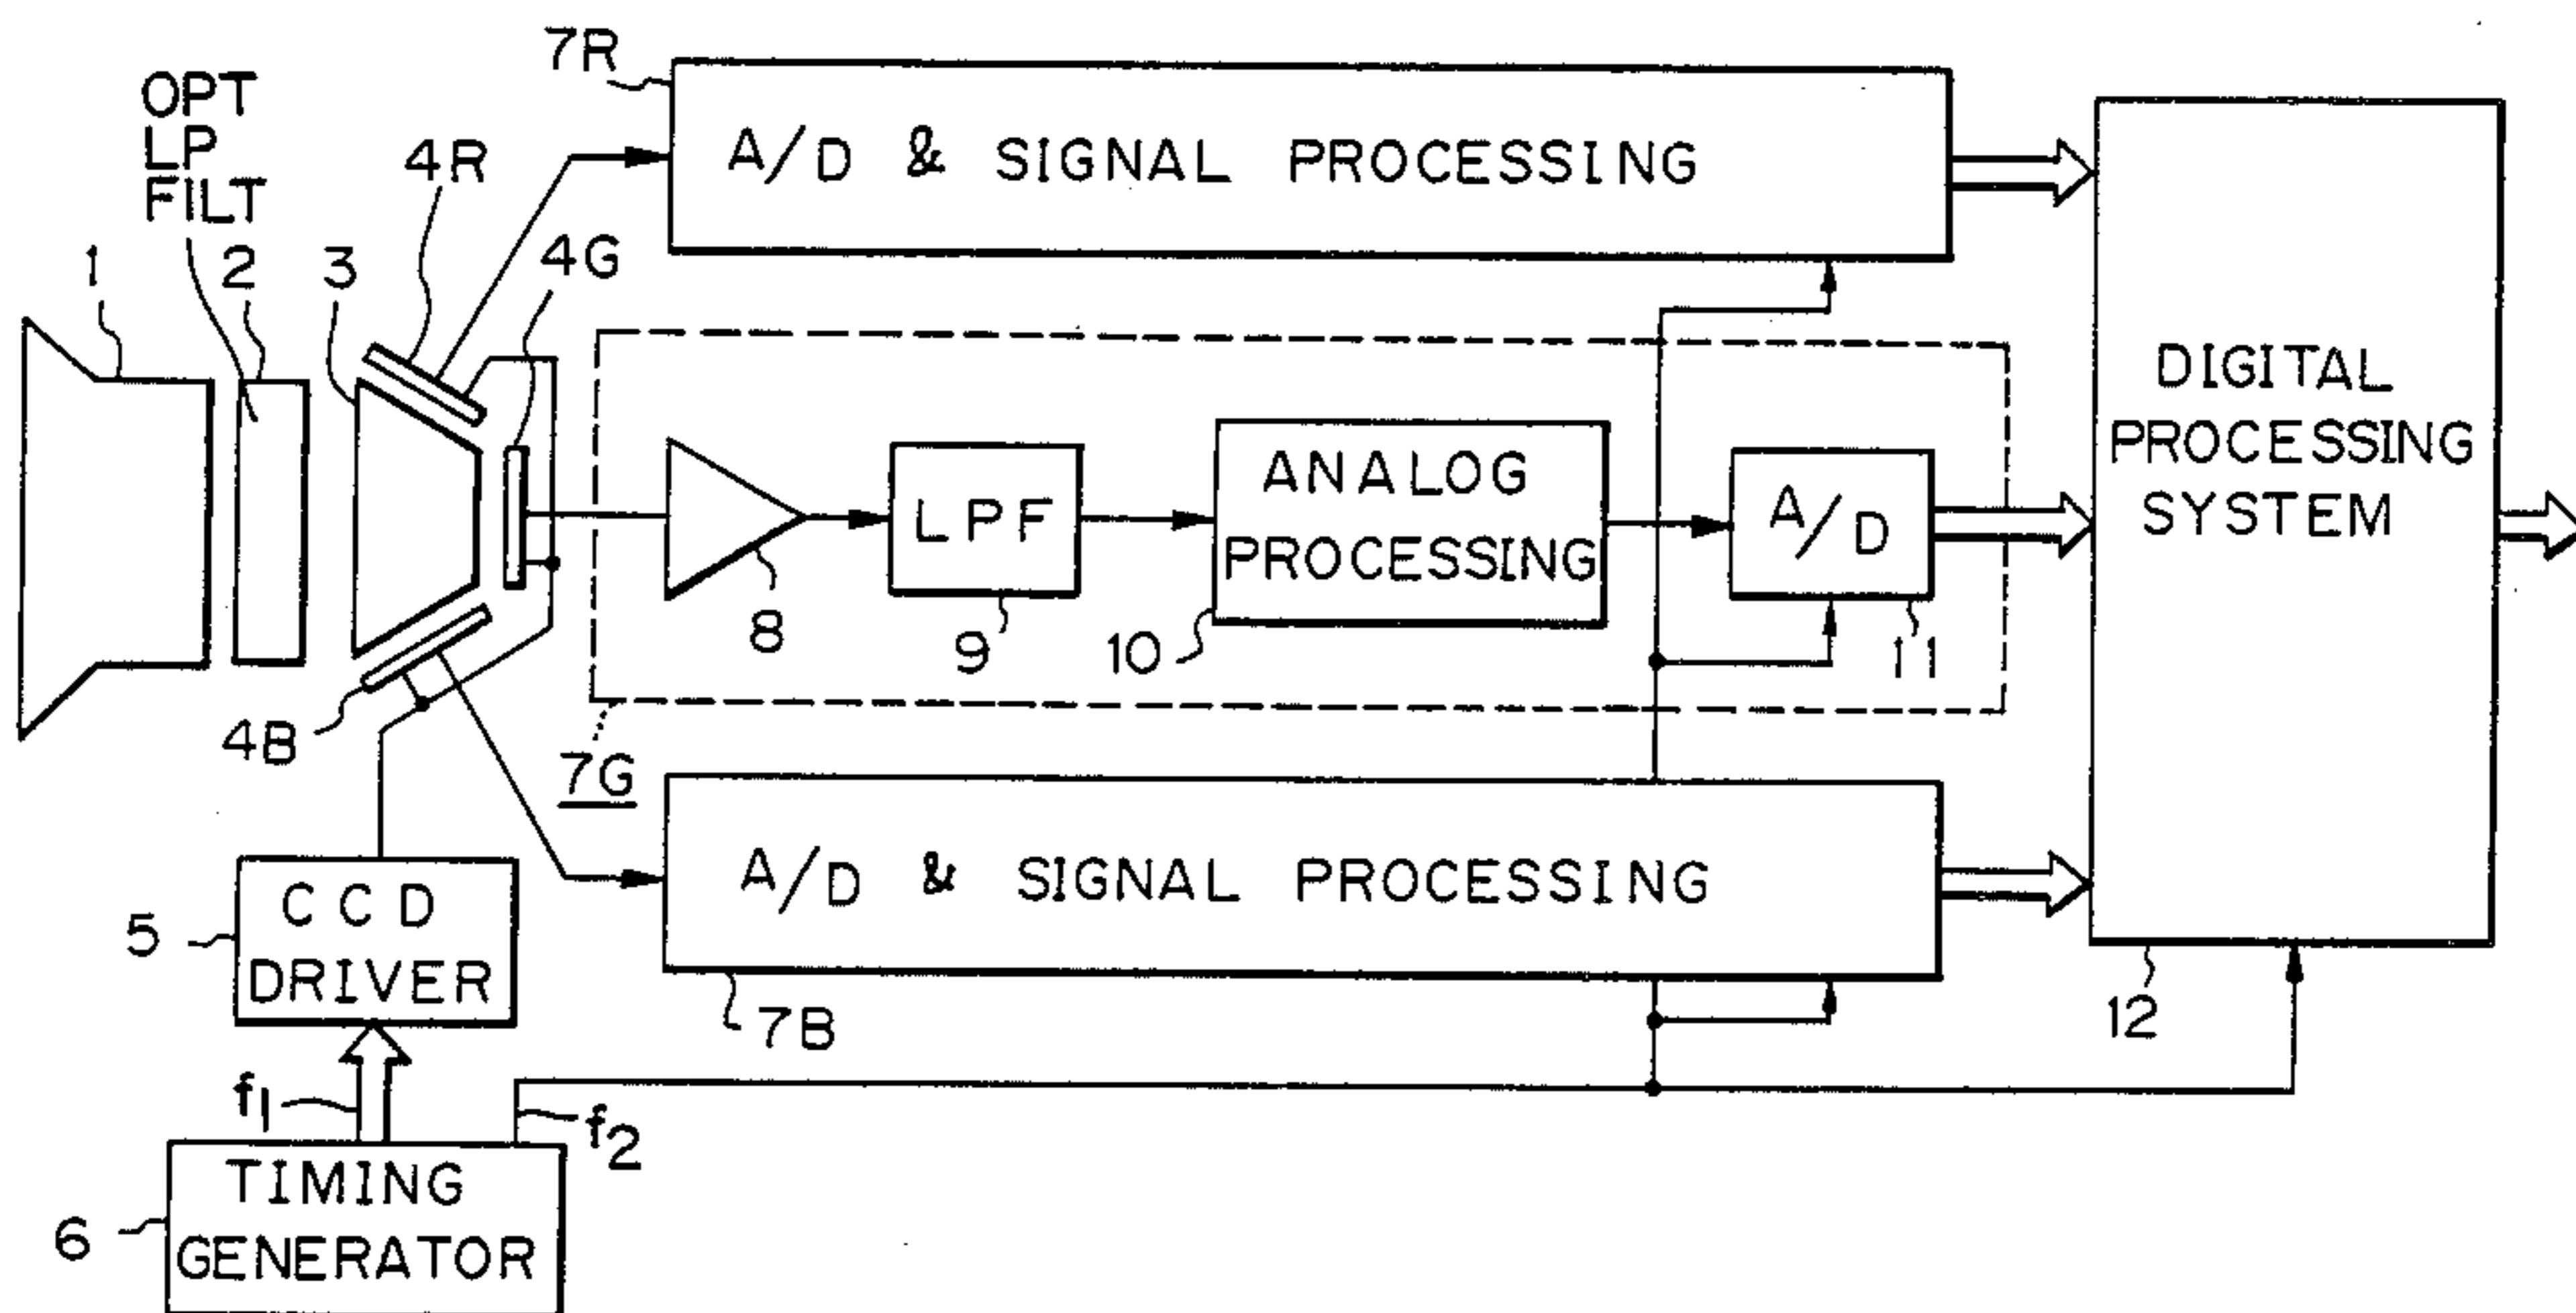 7R
OPT
LP
FILT
4R
A/D & SIGNAL PROCESSING
1
2
3
4G
DIGITAL
PROCESSING
SYSTEM
ANALOG
PROCESSING
LPF
A/D
8
9
10
11
4B
7G
A/D & SIGNAL PROCESSING
CCD
DRIVER
5
7B
12
f1
f2
TIMING
GENERATOR
6